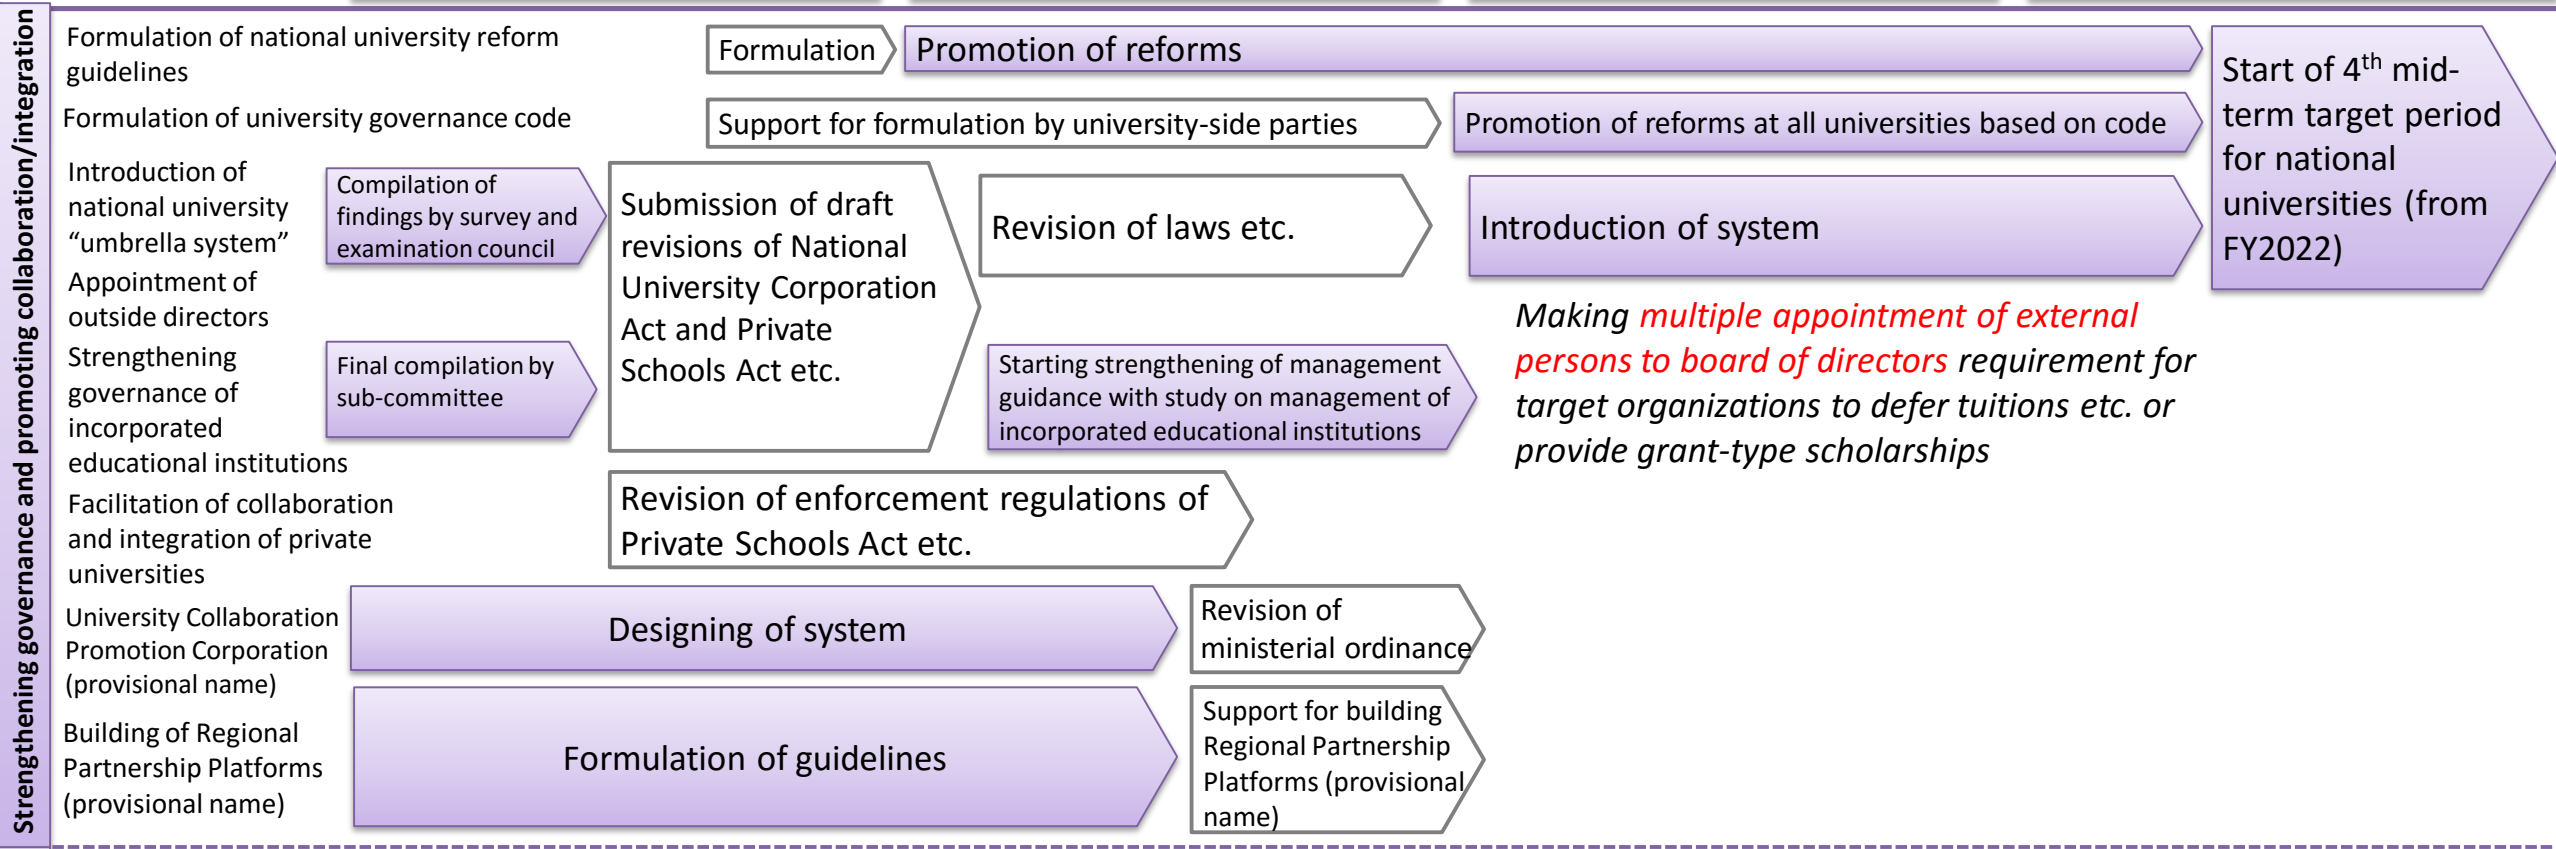 Strengthening governance and promoting collaboration/integration
Formulation of national university reform
guidelines
Formulation
Promotion of reforms
Start of 4th mid-
term target period
for national
universities (from
FY2022)
Formulation of university governance code
Support for formulation by university-side parties
Promotion of reforms at all universities based on code
Introduction of
national university
“umbrella system”
Compilation of
findings by survey and
examination council
Submission of draft
revisions of National
University Corporation
Act and Private
Schools Act etc.
Revision of laws etc.
Introduction of system
Appointment of
outside directors
Making multiple appointment of external
persons to board of directors requirement for
target organizations to defer tuitions etc. or
provide grant-type scholarships
Strengthening
governance of
incorporated
educational institutions
Final compilation by
sub-committee
Starting strengthening of management
guidance with study on management of
incorporated educational institutions
Facilitation of collaboration
and integration of private
universities
Revision of enforcement regulations of
Private Schools Act etc.
University Collaboration
Promotion Corporation
(provisional name)
Designing of system
Revision of
ministerial ordinance
Building of Regional
Partnership Platforms
(provisional name)
Formulation of guidelines
Support for building
Regional Partnership
Platforms (provisional
name)